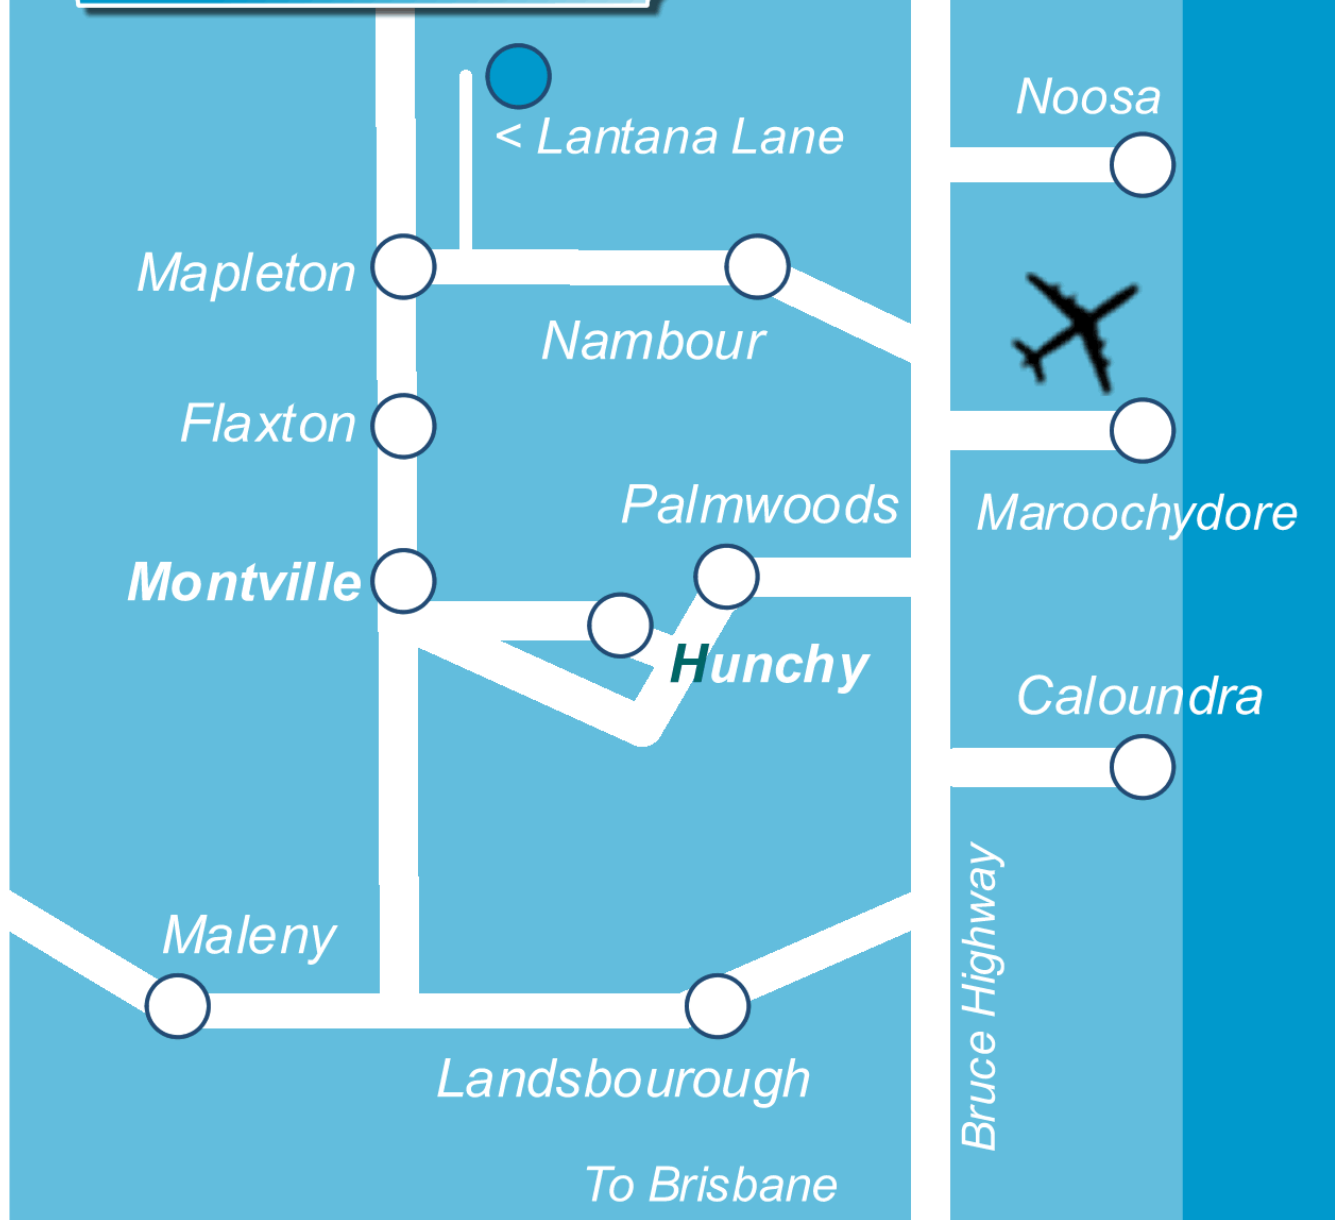 Noosa
< Lantana Lane
Mapleton
Nambour
Flaxton
Palmwoods
Maroochydore
Montville
Hunchy
Caloundra
Maleny
Bruce Highway
Landsbourough
To Brisbane